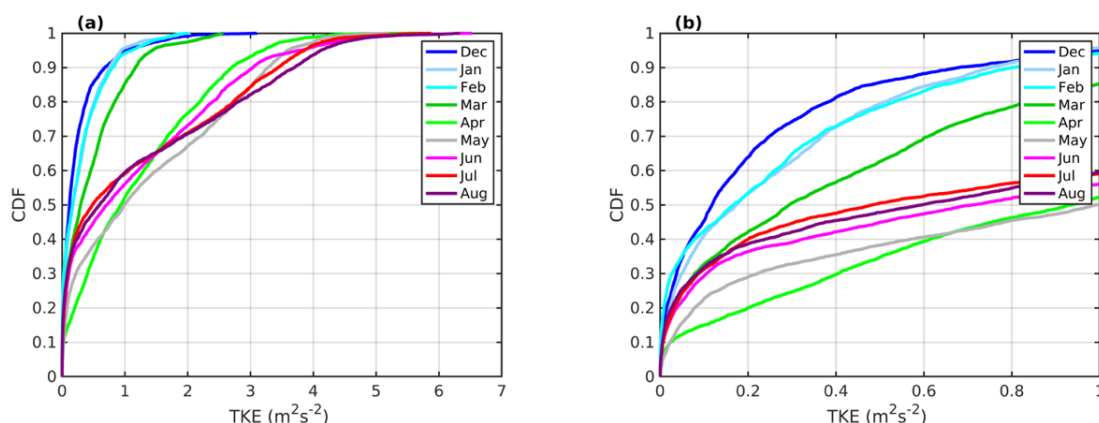 (a)
CDF
1
0.9
0.8
0.7
0.6
0.5
0.4
0.3
0.2
0.1
0
0 1 2 3 4 5 6 7
TKE (m²s⁻²)
Dec
Jan
Feb
Mar
Apr
May
Jun
Jul
Aug
(b)
CDF
1
0.9
0.8
0.7
0.6
0.5
0.4
0.3
0.2
0.1
0
0 0.2 0.4 0.6 0.8 1
TKE (m²s⁻²)
Dec
Jan
Feb
Mar
Apr
May
Jun
Jul
Aug